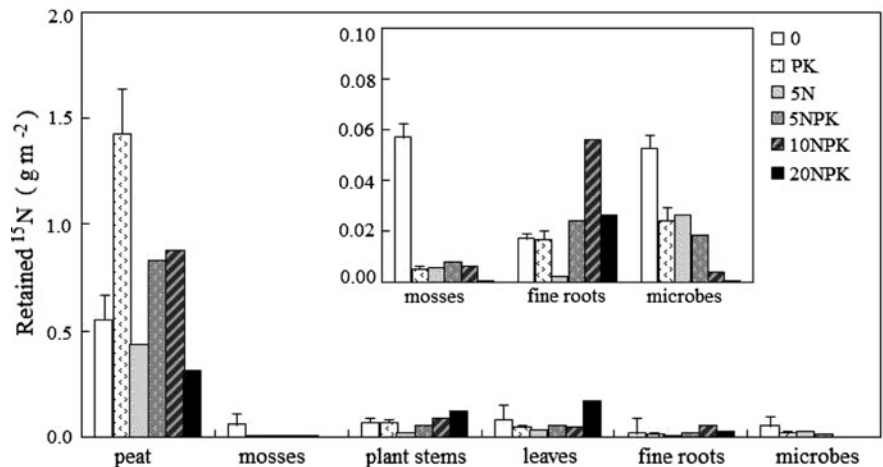 2.0
1.5
1.0
0.5
0.0
Retained ¹⁵N ( g m ⁻²)
peat mosses plant stems leaves fine roots microbes
0.10
0.08
0.06
0.04
0.02
0.00
mosses fine roots microbes
0
PK
5N
5NPK
10NPK
20NPK